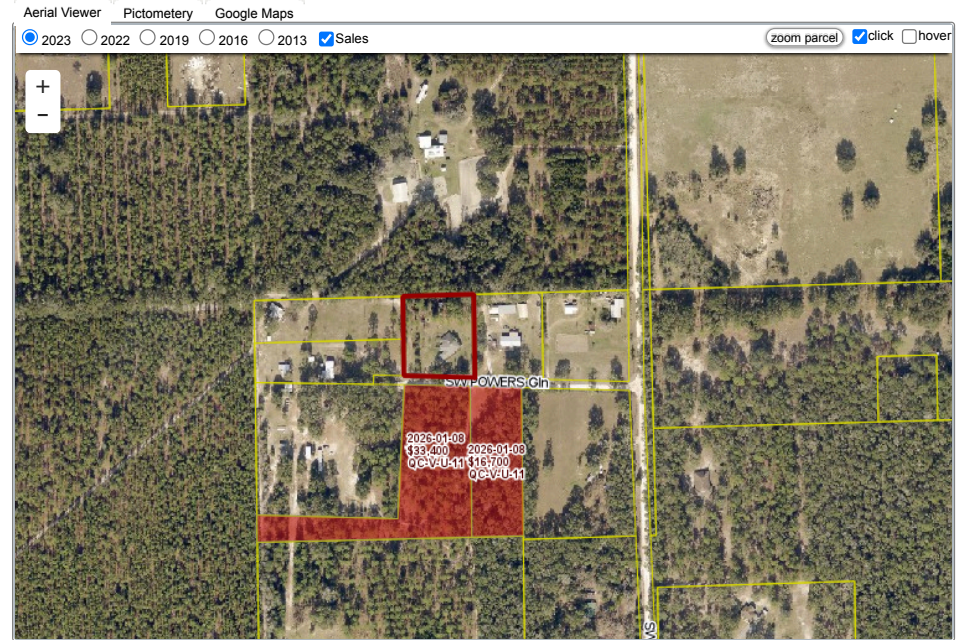 Aerial Viewer Pictometery Google Maps
2023 2022 2019 2016 2013 Sales zoom parcel click hover
+
−
SW POWERS Gln
2026-01-08
$33,400
QC-V-U-11
2026-01-08
$16,700
QC-V-U-11
SW